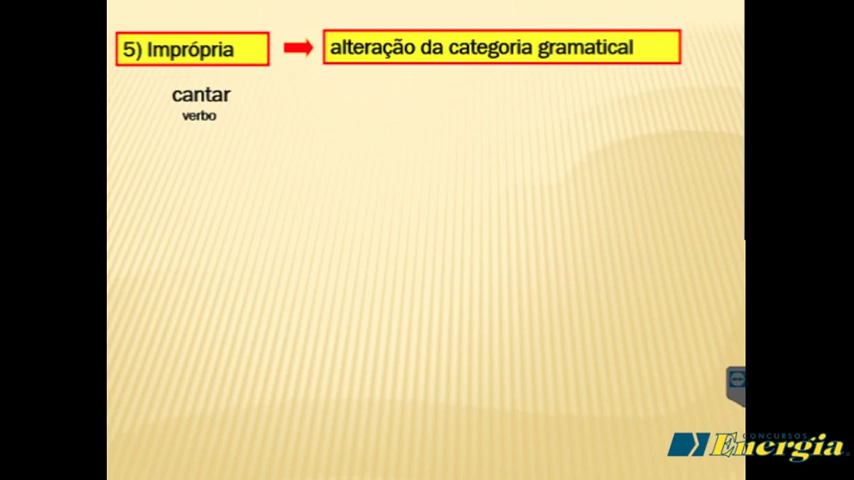 5) Imprópria
alteração da categoria gramatical
cantar
verbo
CONCURSOS
Energia